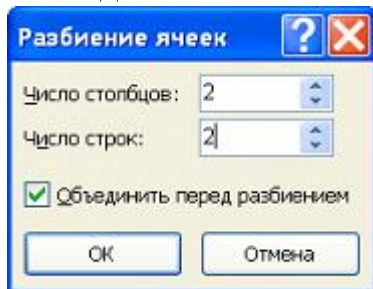 Разбиение ячеек
Число столбцов: 2
Число строк: 2
Объединить перед разбиением
ОК Отмена